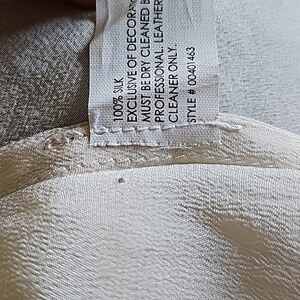 100% SILK
EXCLUSIVE OF DECORA
MUST BE DRY CLEANED B
PROFESSIONAL LEATHER
CLEANER ONLY.
STYLE # 00401463